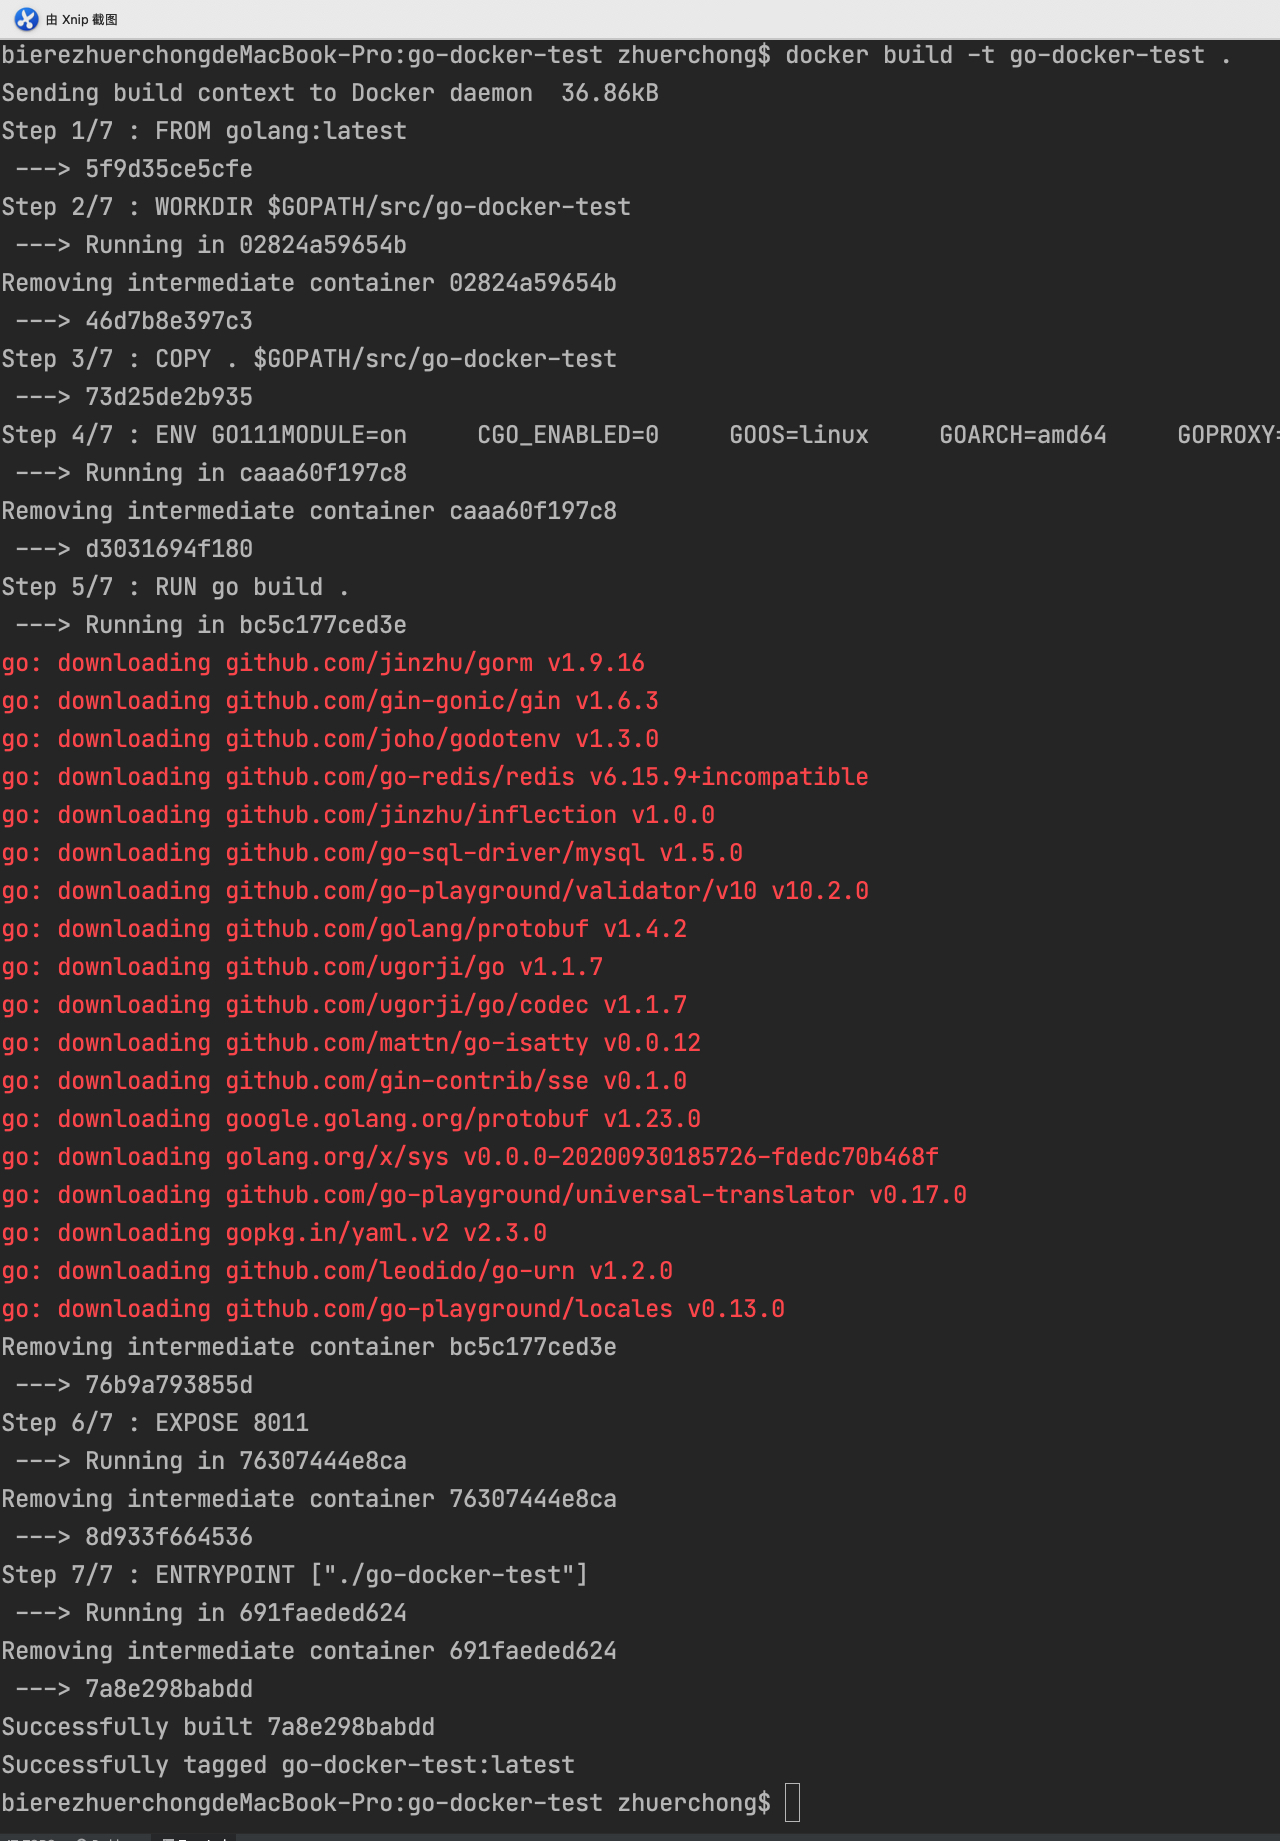 由 Xnip 截图
bierezhuerchongdeMacBook-Pro:go-docker-test zhuerchong$ docker build -t go-docker-test .
Sending build context to Docker daemon  36.86kB
Step 1/7 : FROM golang:latest
 ---> 5f9d35ce5cfe
Step 2/7 : WORKDIR $GOPATH/src/go-docker-test
 ---> Running in 02824a59654b
Removing intermediate container 02824a59654b
 ---> 46d7b8e397c3
Step 3/7 : COPY . $GOPATH/src/go-docker-test
 ---> 73d25de2b935
Step 4/7 : ENV GO111MODULE=on     CGO_ENABLED=0     GOOS=linux     GOARCH=amd64     GOPROXY=
 ---> Running in caaa60f197c8
Removing intermediate container caaa60f197c8
 ---> d3031694f180
Step 5/7 : RUN go build .
 ---> Running in bc5c177ced3e
go: downloading github.com/jinzhu/gorm v1.9.16
go: downloading github.com/gin-gonic/gin v1.6.3
go: downloading github.com/joho/godotenv v1.3.0
go: downloading github.com/go-redis/redis v6.15.9+incompatible
go: downloading github.com/jinzhu/inflection v1.0.0
go: downloading github.com/go-sql-driver/mysql v1.5.0
go: downloading github.com/go-playground/validator/v10 v10.2.0
go: downloading github.com/golang/protobuf v1.4.2
go: downloading github.com/ugorji/go v1.1.7
go: downloading github.com/ugorji/go/codec v1.1.7
go: downloading github.com/mattn/go-isatty v0.0.12
go: downloading github.com/gin-contrib/sse v0.1.0
go: downloading google.golang.org/protobuf v1.23.0
go: downloading golang.org/x/sys v0.0.0-20200930185726-fdedc70b468f
go: downloading github.com/go-playground/universal-translator v0.17.0
go: downloading gopkg.in/yaml.v2 v2.3.0
go: downloading github.com/leodido/go-urn v1.2.0
go: downloading github.com/go-playground/locales v0.13.0
Removing intermediate container bc5c177ced3e
 ---> 76b9a793855d
Step 6/7 : EXPOSE 8011
 ---> Running in 76307444e8ca
Removing intermediate container 76307444e8ca
 ---> 8d933f664536
Step 7/7 : ENTRYPOINT ["./go-docker-test"]
 ---> Running in 691faeded624
Removing intermediate container 691faeded624
 ---> 7a8e298babdd
Successfully built 7a8e298babdd
Successfully tagged go-docker-test:latest
bierezhuerchongdeMacBook-Pro:go-docker-test zhuerchong$